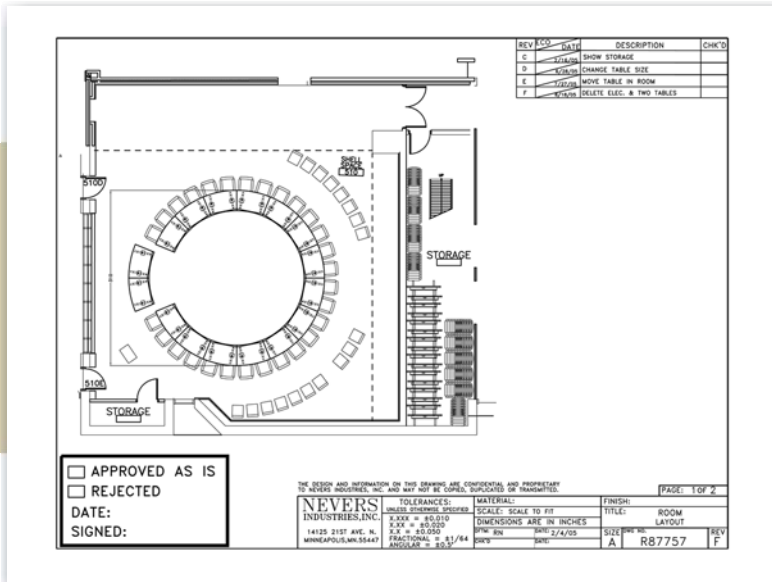 REV ECO DATE DESCRIPTION CHK'D
C SHOW STORAGE
D CHANGE TABLE SIZE
E MOVE TABLE IN ROOM
F DELETE ELEC. & TWO TABLES
SHELL
SPACE
510
510D
UP
STORAGE
510E
STORAGE
APPROVED AS IS
REJECTED
DATE:
SIGNED:
THE DESIGN AND INFORMATION ON THIS DRAWING ARE CONFIDENTIAL AND PROPRIETARY
TO NEVERS INDUSTRIES, INC. AND MAY NOT BE COPIED, DUPLICATED OR TRANSMITTED.
PAGE: 1 OF 2
NEVERS
INDUSTRIES,INC.
14125 21ST AVE. N.
MINNEAPOLIS,MN.55447
TOLERANCES:
UNLESS OTHERWISE SPECIFIED
X.XXX = ±0.010
X.XX = ±0.020
X.X = ±0.050
FRACTIONAL = ±1/64
ANGULAR = ±0.5°
MATERIAL:
SCALE: SCALE TO FIT
DIMENSIONS ARE IN INCHES
DFTM: RN DATE: 2/4/05
CHK'D DATE:
FINISH:
TITLE: ROOM
LAYOUT
SIZE A DWG NO. R87757 REV F